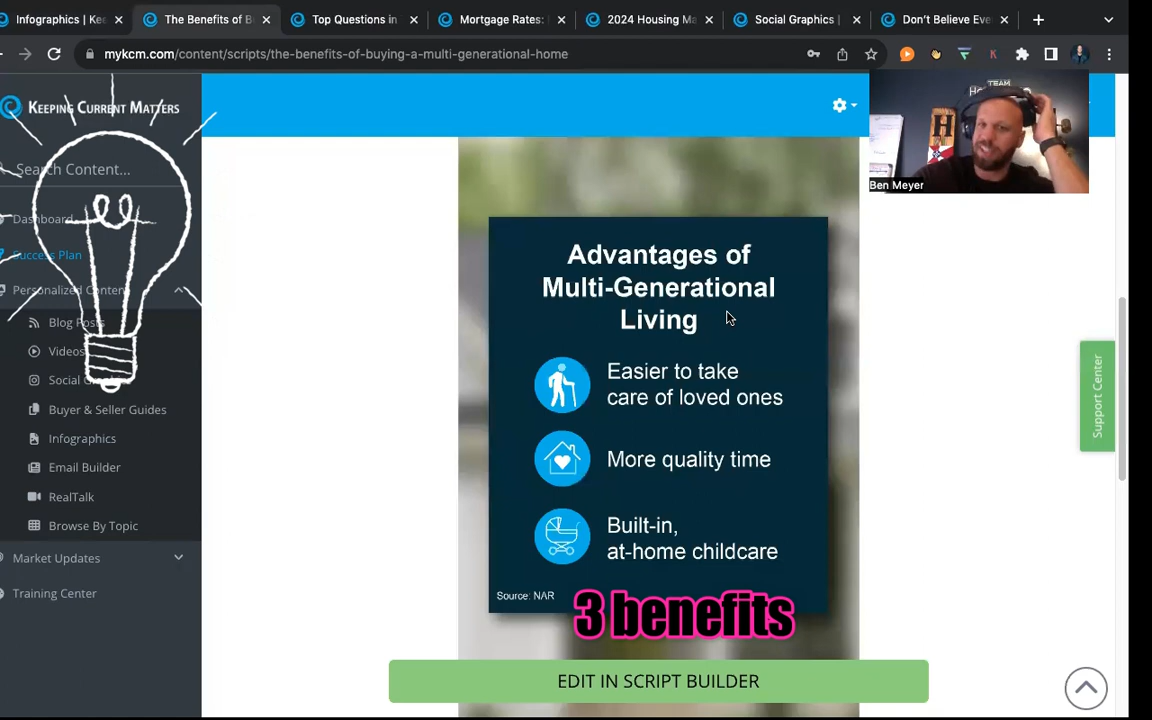 Infographics | Kee
The Benefits of B
Top Questions in
Mortgage Rates:
2024 Housing Ma
Social Graphics |
Don't Believe Eve
mykcm.com/content/scripts/the-benefits-of-buying-a-multi-generational-home
KEEPING CURRENT MATTERS
TEAM
H
Ben Meyer
Search Content...
Dashboard
Success Plan
Personalized Content
Blog Posts
Videos
Social
Buyer & Seller Guides
Infographics
Email Builder
RealTalk
Browse By Topic
Market Updates
Training Center
Advantages of
Multi-Generational
Living
Easier to take
care of loved ones
More quality time
Built-in,
at-home childcare
Source: NAR
3 benefits
EDIT IN SCRIPT BUILDER
Support Center